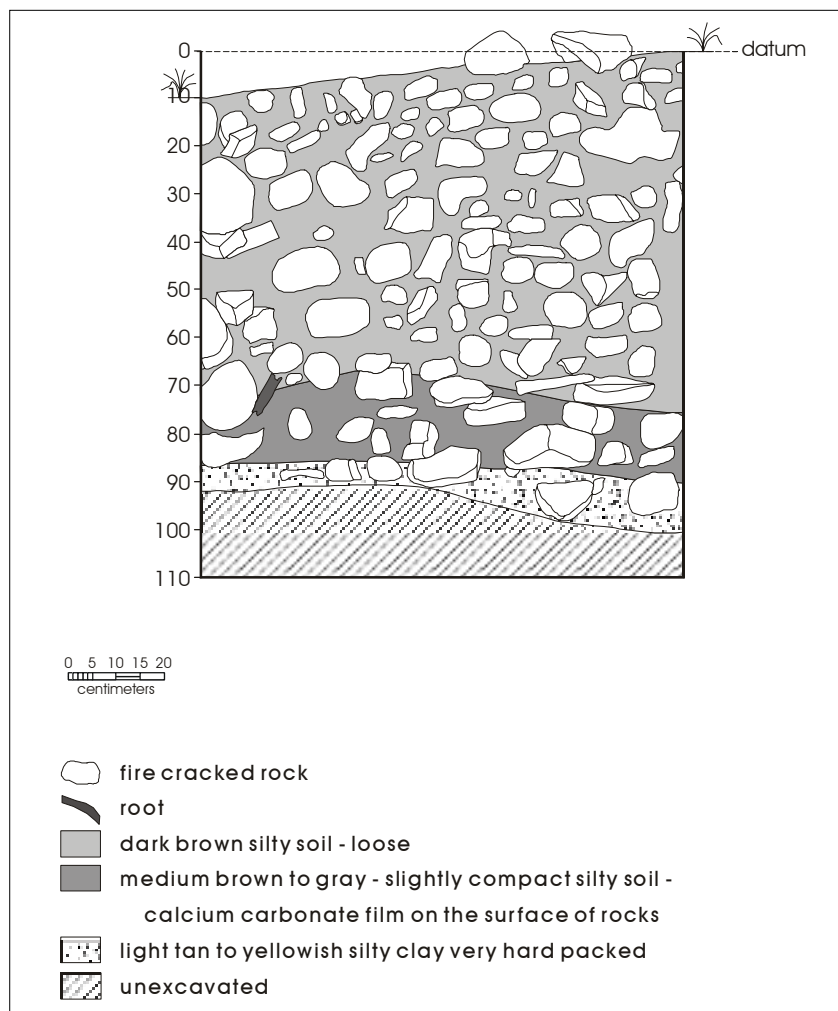 0
datum
10
20
30
40
50
60
70
80
90
100
110
0 5 10 15 20
centimeters
fire cracked rock
root
dark brown silty soil - loose
medium brown to gray - slightly compact silty soil -
calcium carbonate film on the surface of rocks
light tan to yellowish silty clay very hard packed
unexcavated